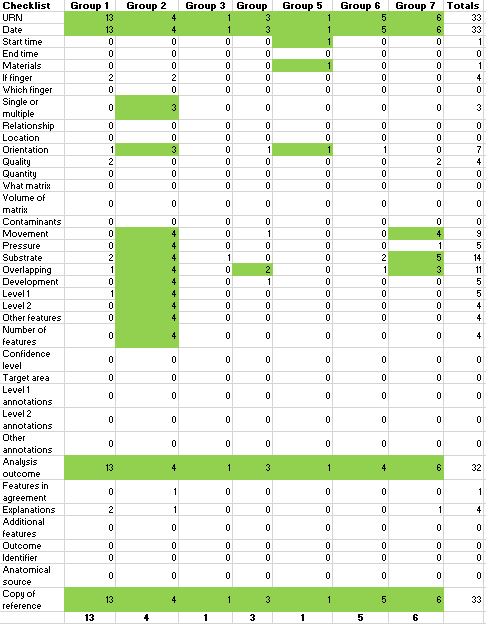 Checklist Group 1 Group 2 Group 3 Group Group 5 Group 6 Group 7 Totals
URN 13 4 1 3 1 5 6 33
Date 13 4 1 3 1 5 6 33
Start time 0 0 0 0 1 0 0 1
End time 0 0 0 0 0 0 0 0
Materials 0 0 0 0 1 0 0 1
If finger 2 2 0 0 0 0 0 4
Which finger 0 0 0 0 0 0 0 0
Single or
multiple 0 3 0 0 0 0 0 3
Relationship 0 0 0 0 0 0 0 0
Location 0 0 0 0 0 0 0 0
Orientation 1 3 0 1 1 1 0 7
Quality 2 0 0 0 0 0 2 4
Quantity 0 0 0 0 0 0 0 0
What matrix 0 0 0 0 0 0 0 0
Volume of
matrix 0 0 0 0 0 0 0 0
Contaminants 0 0 0 0 0 0 0 0
Movement 0 4 0 1 0 0 4 9
Pressure 0 4 0 0 0 0 1 5
Substrate 2 4 1 0 0 2 5 14
Overlapping 1 4 0 2 0 1 3 11
Development 0 4 0 1 0 0 0 5
Level 1 1 4 0 0 0 0 0 5
Level 2 0 4 0 0 0 0 0 4
Other features 0 4 0 0 0 0 0 4
Number of
features 0 4 0 0 0 0 0 4
Confidence
level 0 0 0 0 0 0 0 0
Target area 0 0 0 0 0 0 0 0
Level 1
annotations 0 0 0 0 0 0 0 0
Level 2
annotations 0 0 0 0 0 0 0 0
Other
annotations 0 0 0 0 0 0 0 0
Analysis
outcome 13 4 1 3 1 4 6 32
Features in
agreement 0 1 0 0 0 0 0 1
Explanations 2 1 0 0 0 0 1 4
Additional
features 0 0 0 0 0 0 0 0
Outcome 0 0 0 0 0 0 0 0
Identifier 0 0 0 0 0 0 0 0
Anatomical
source 0 0 0 0 0 0 0 0
Copy of
reference 13 4 1 3 1 5 6 33
13 4 1 3 1 5 6